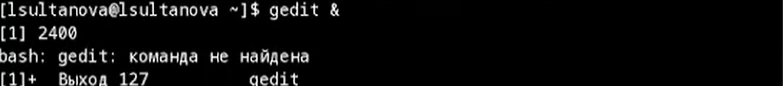 [lsultanova@lsultanova ~]$ gedit &
[1] 2400
bash: gedit: команда не найдена
[1]+  Выход 127            gedit